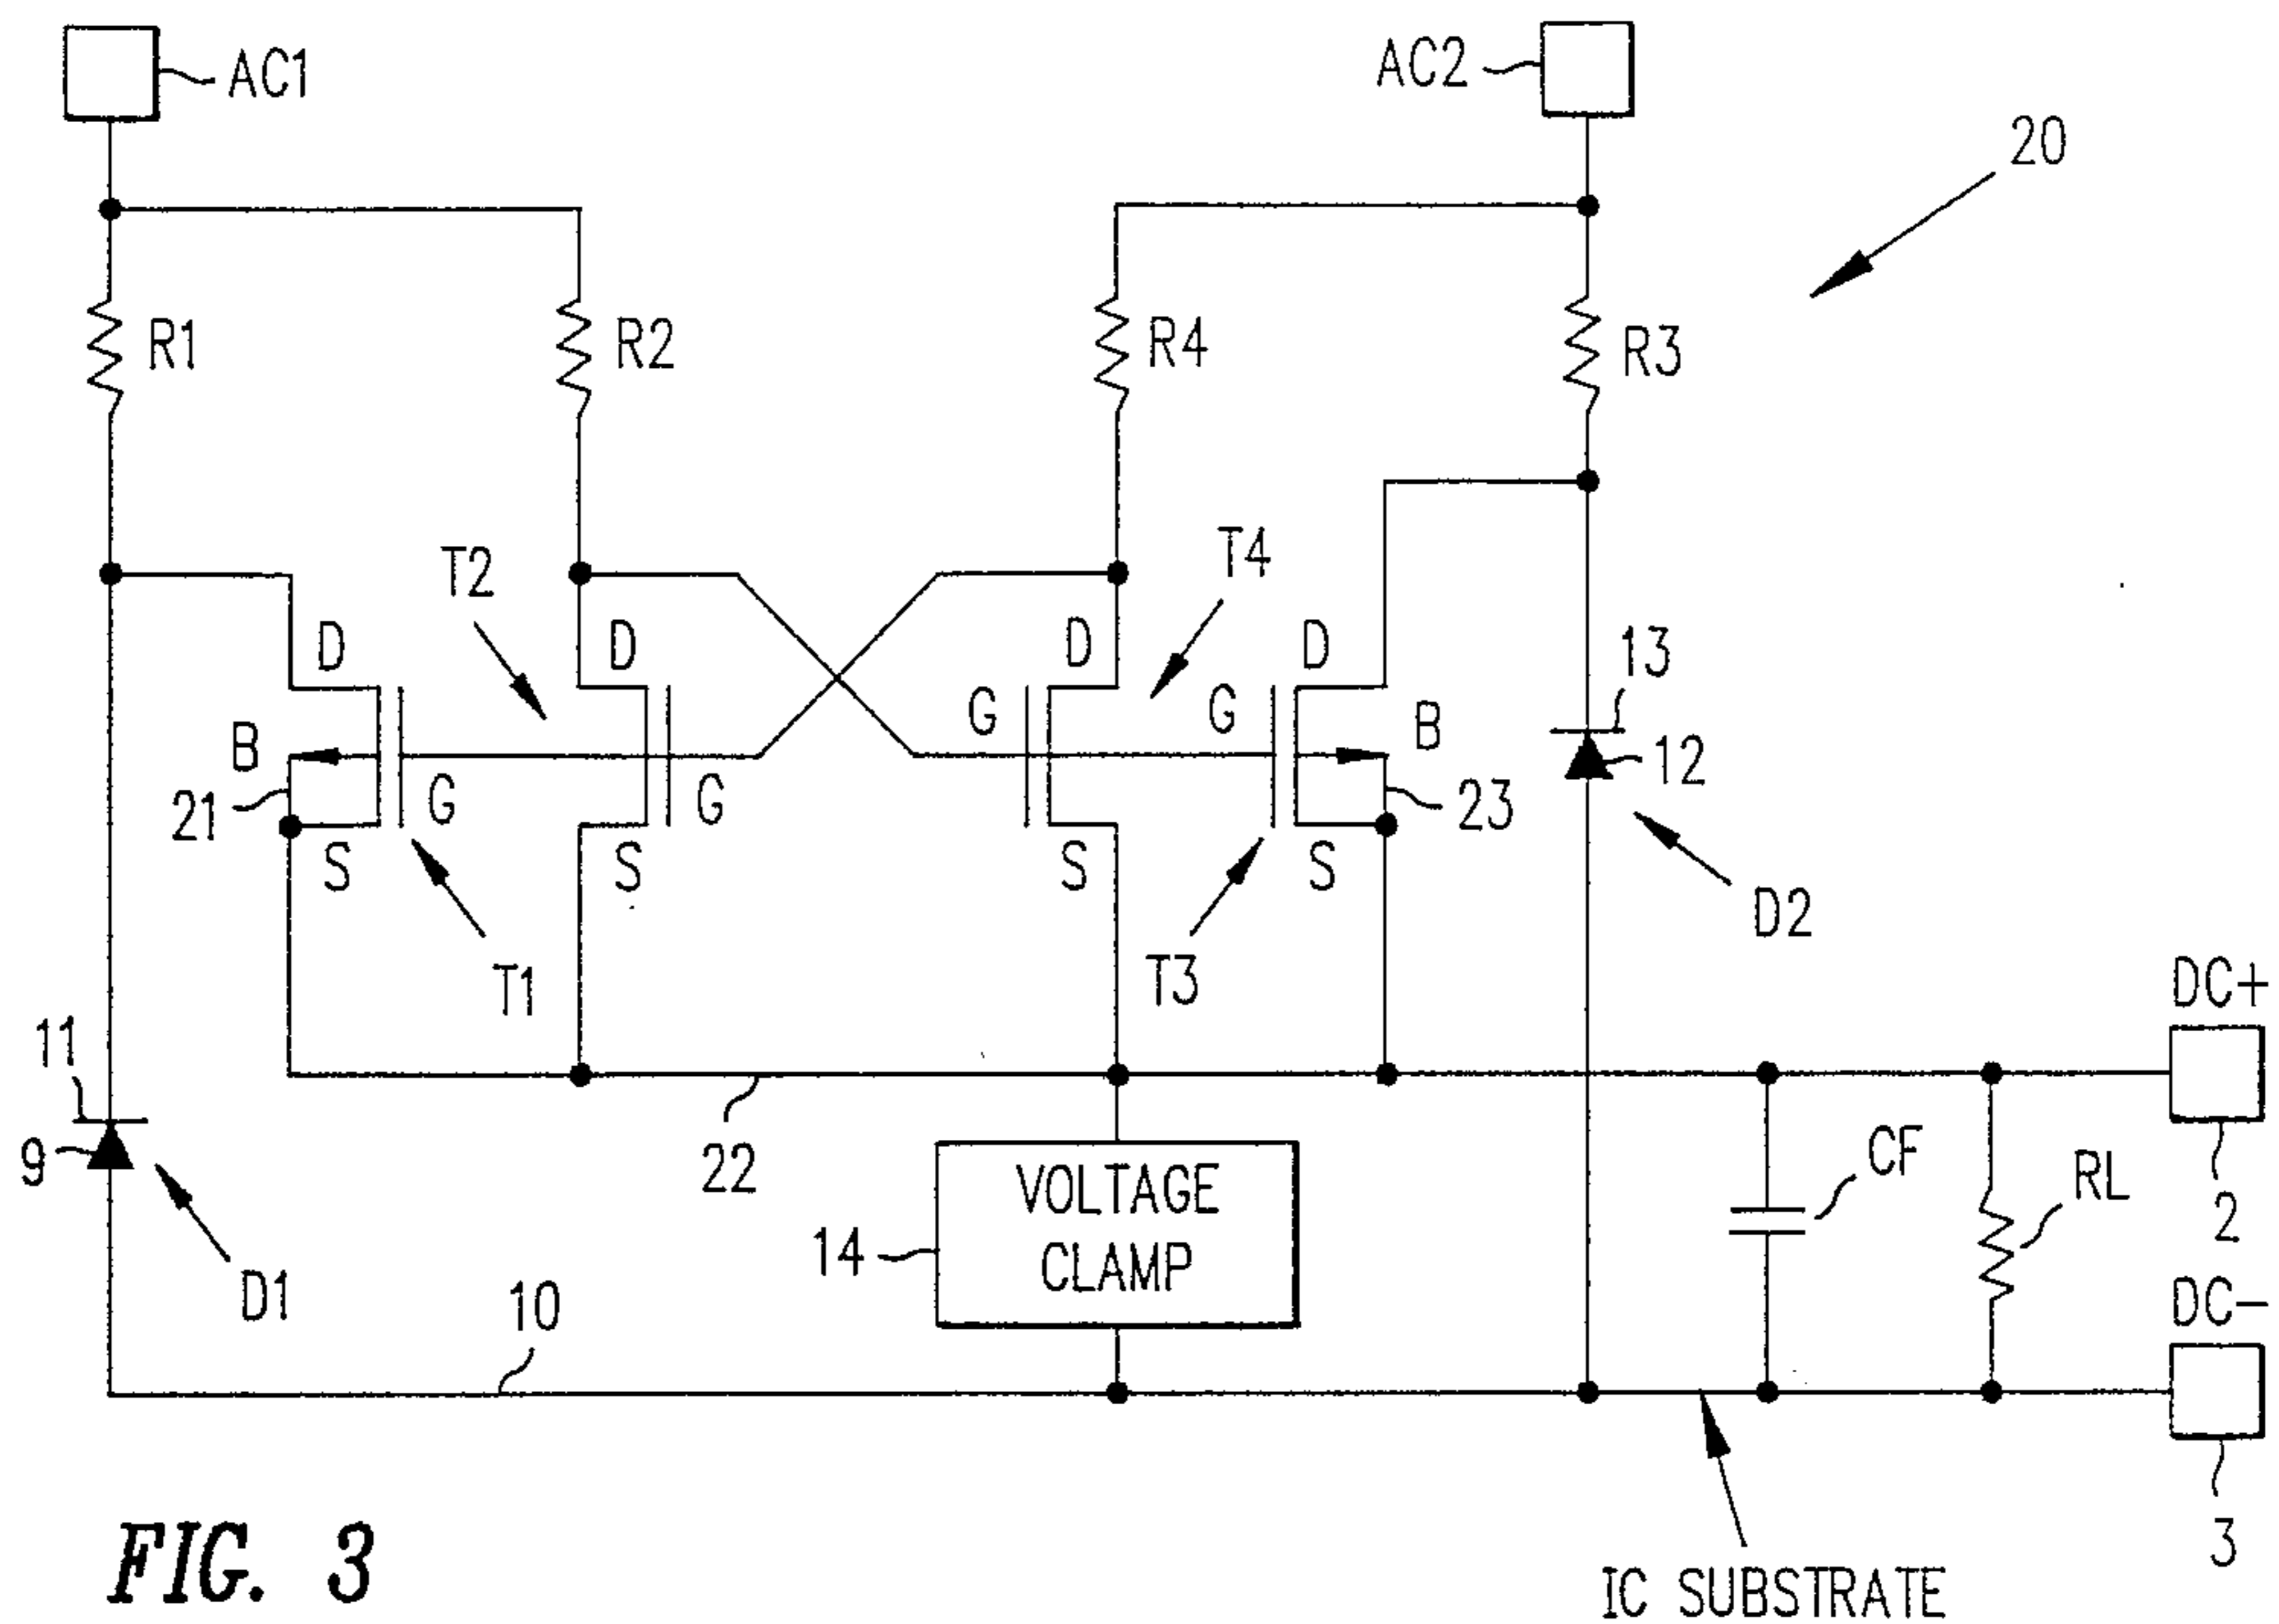 AC1
AC2
20
R1
R2
R4
R3
T2
T4
D
D
D
D
13
B
G
G
B
12
21
G
G
23
S
S
S
S
D2
T1
T3
DC+
11
9
22
VOLTAGE
CLAMP
CF
RL
2
14
D1
10
DC-
3
IC SUBSTRATE
FIG. 3